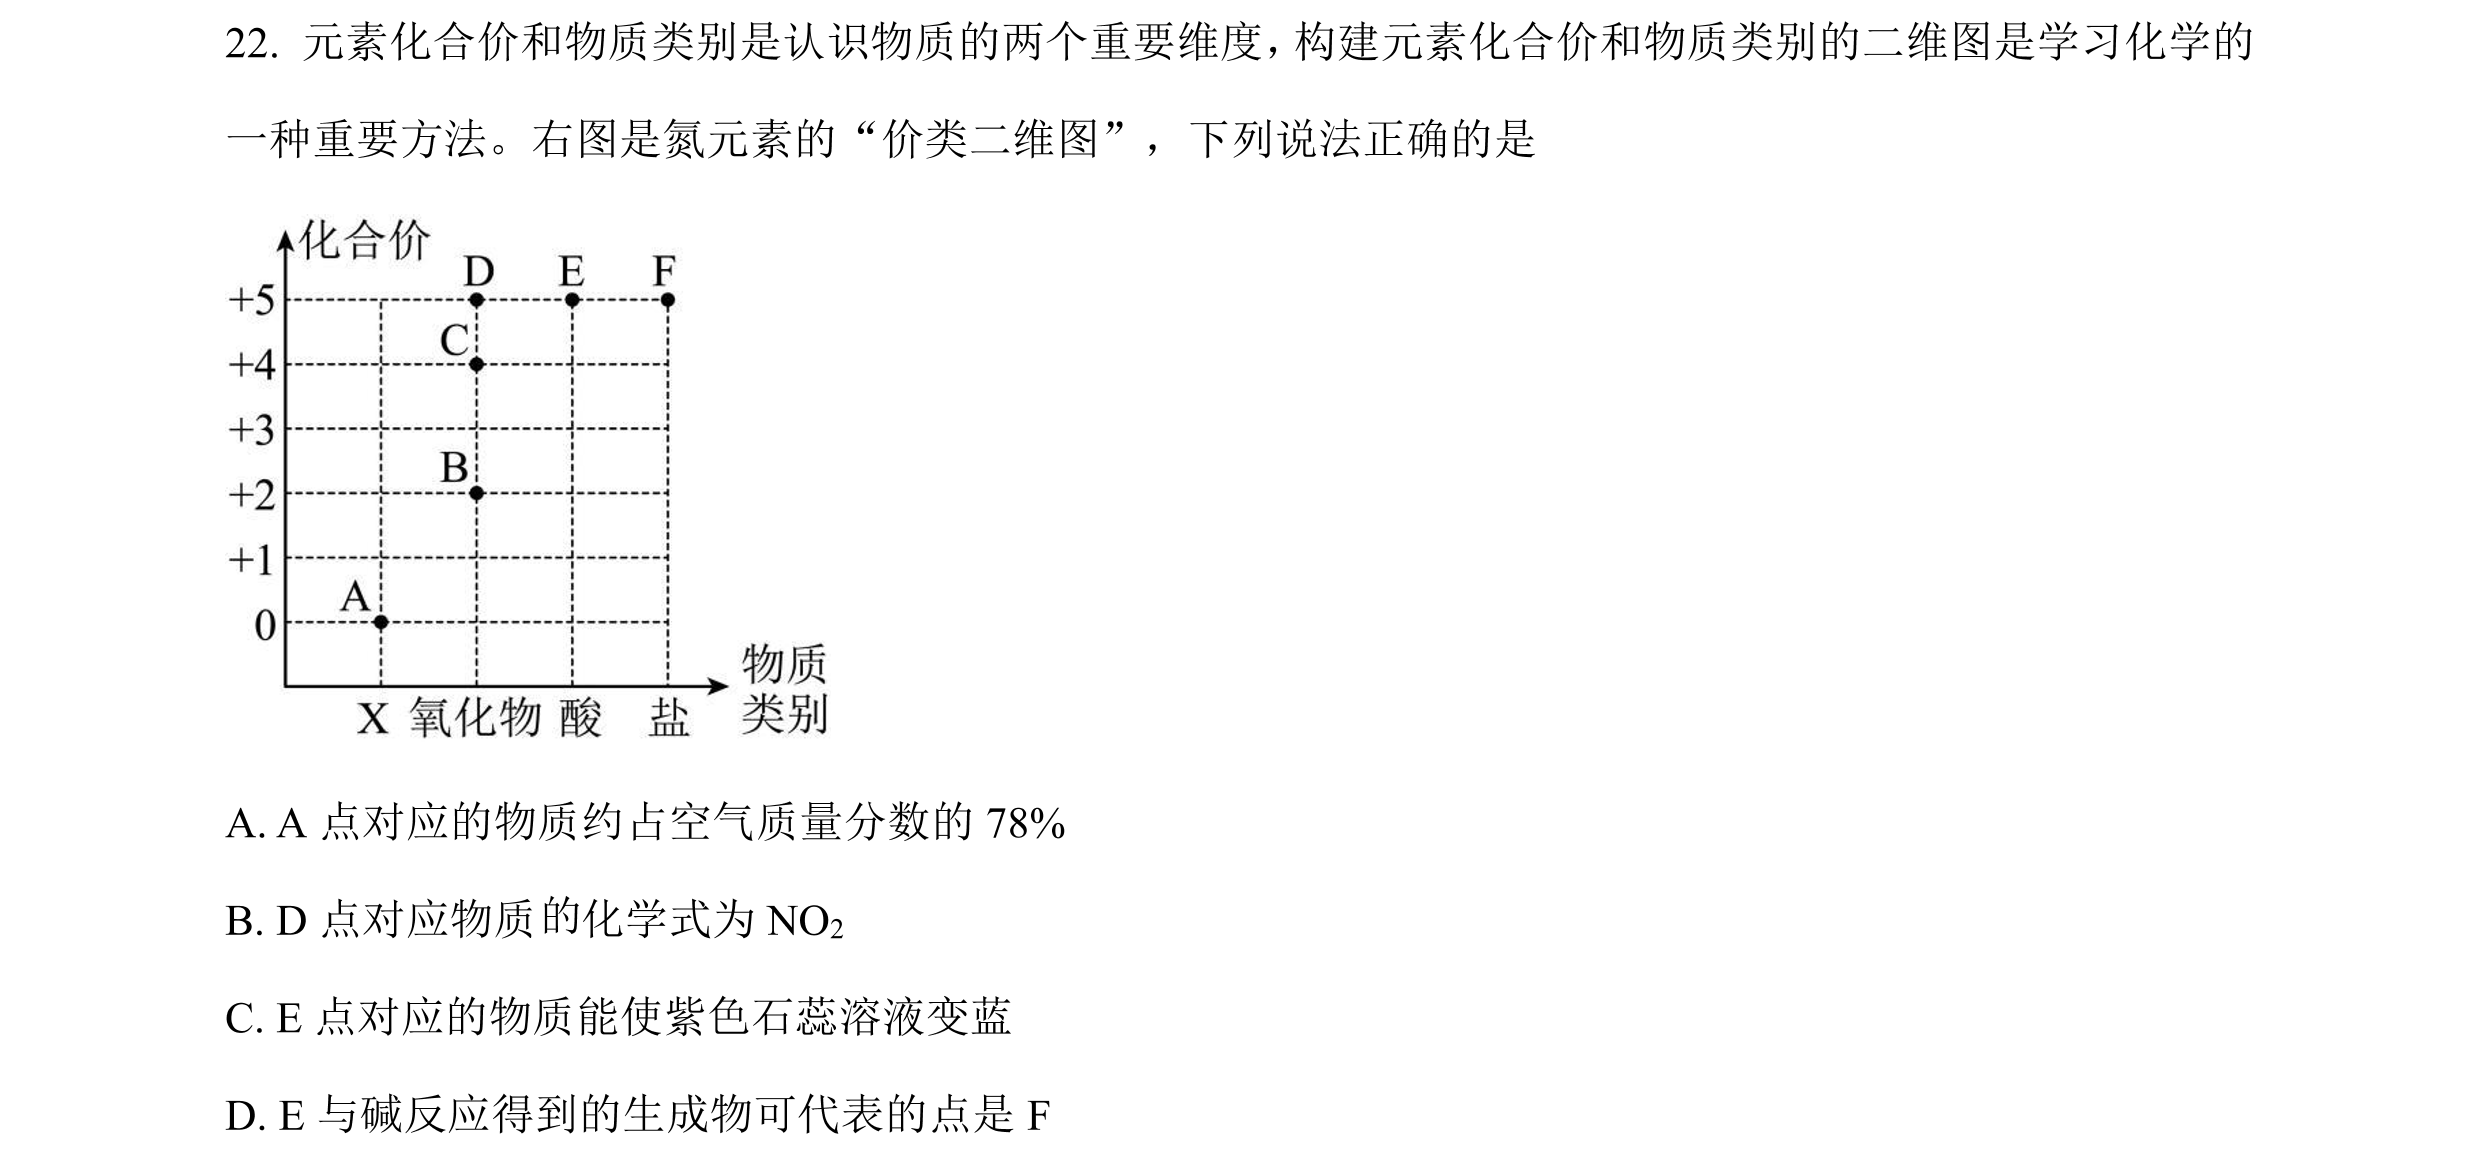 22. 元素化合价和物质类别是认识物质的两个重要维度，构建元素化合价和物质类别的二维图是学习化学的
一种重要方法。右图是氮元素的“价类二维图”，下列说法正确的是
化合价
D E F
+5
C
+4
+3
B
+2
+1
A
0
物质
类别
X 氧化物 酸 盐
A. A 点对应的物质约占空气质量分数的 78%
B. D 点对应物质的化学式为 NO₂
C. E 点对应的物质能使紫色石蕊溶液变蓝
D. E 与碱反应得到的生成物可代表的点是 F